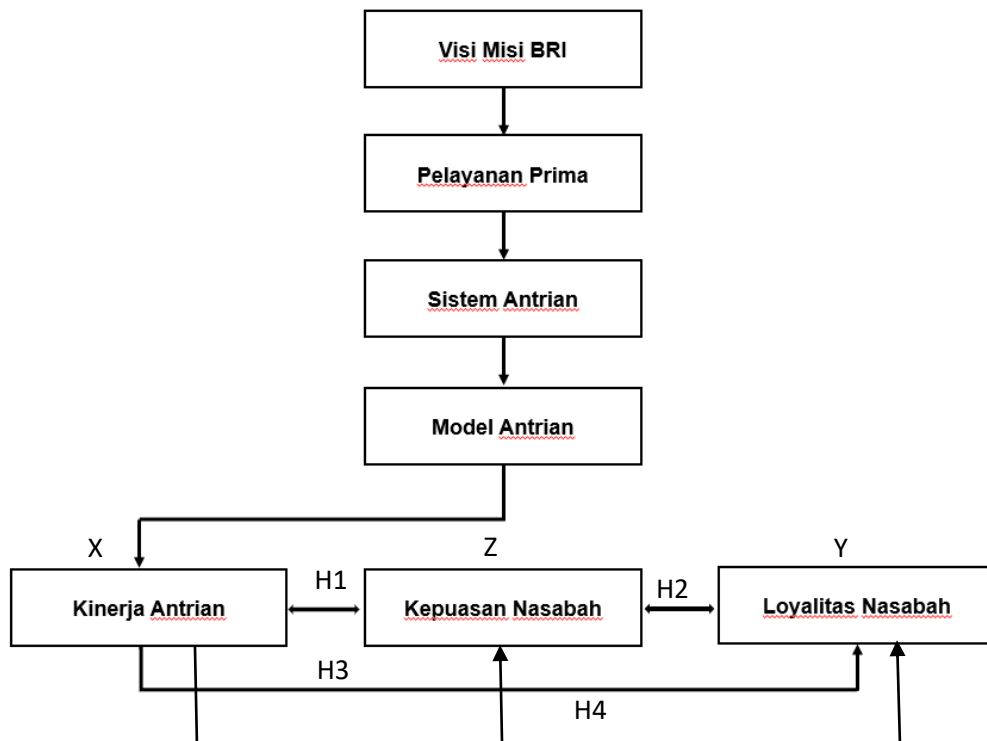 Visi Misi BRI
Pelayanan Prima
Sistem Antrian
Model Antrian
X
Z
Y
Kinerja Antrian
H1
Kepuasan Nasabah
H2
Loyalitas Nasabah
H3
H4